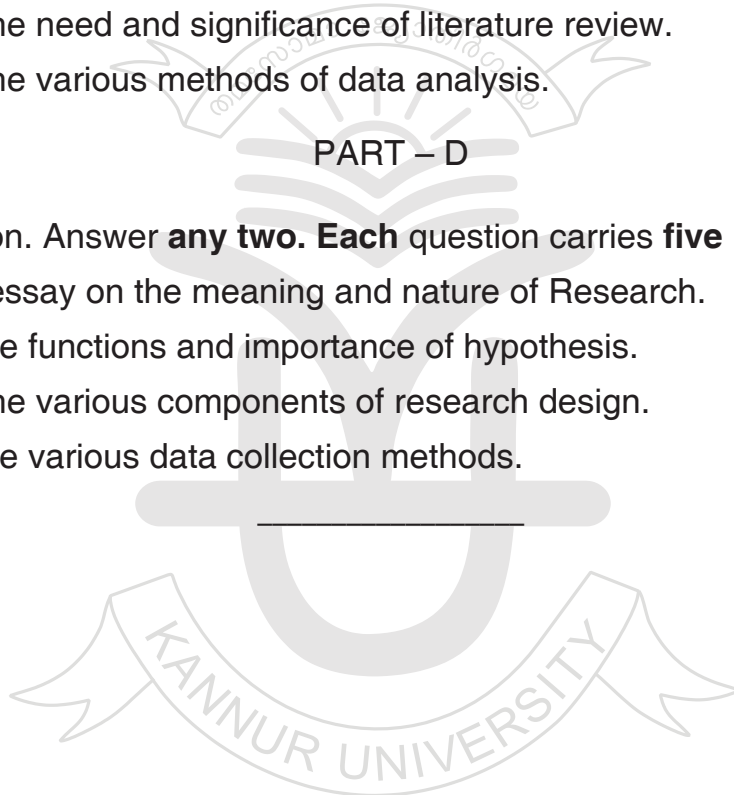 he need and significance of literature review.
he various methods of data analysis.
PART – D
on. Answer any two. Each question carries five
essay on the meaning and nature of Research.
e functions and importance of hypothesis.
he various components of research design.
e various data collection methods.
KANNUR UNIVERSITY